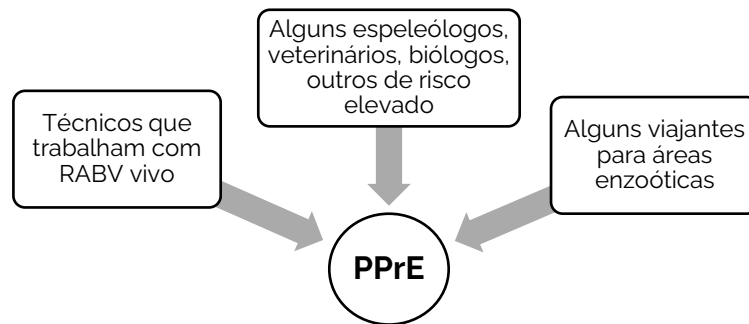 Alguns espeleólogos,
veterinários, biólogos,
outros de risco
elevado
Técnicos que
trabalham com
RABV vivo
Alguns viajantes
para áreas
enzoóticas
PPrE